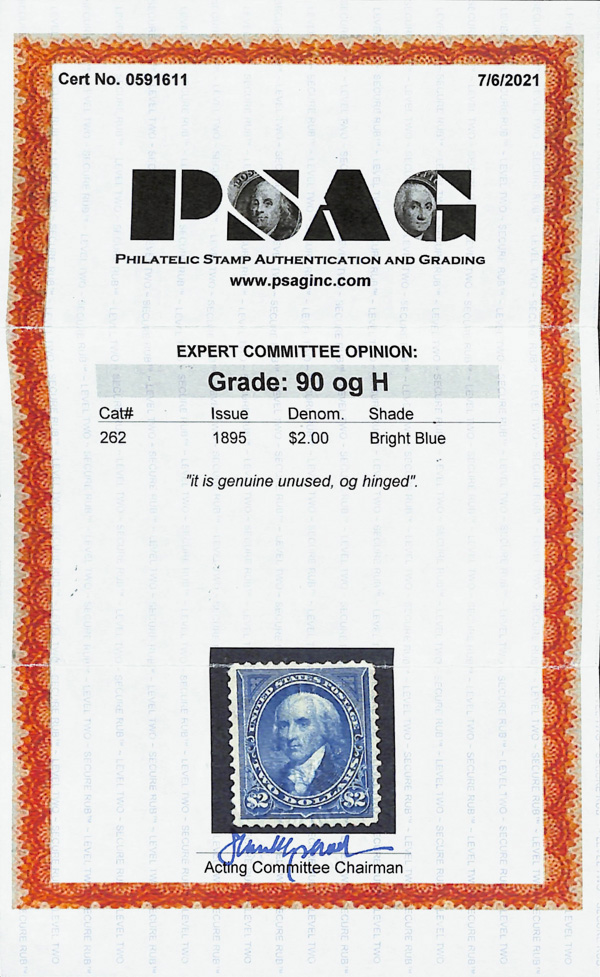 Cert No. 0591611 7/6/2021
PSAG
PHILATELIC STAMP AUTHENTICATION AND GRADING
www.psaginc.com
EXPERT COMMITTEE OPINION:
Grade: 90 og H
Cat# Issue Denom. Shade
262 1895 $2.00 Bright Blue
"it is genuine unused, og hinged".
UNITED STATES POSTAGE
TWO DOLLARS
$2 $2
Acting Committee Chairman